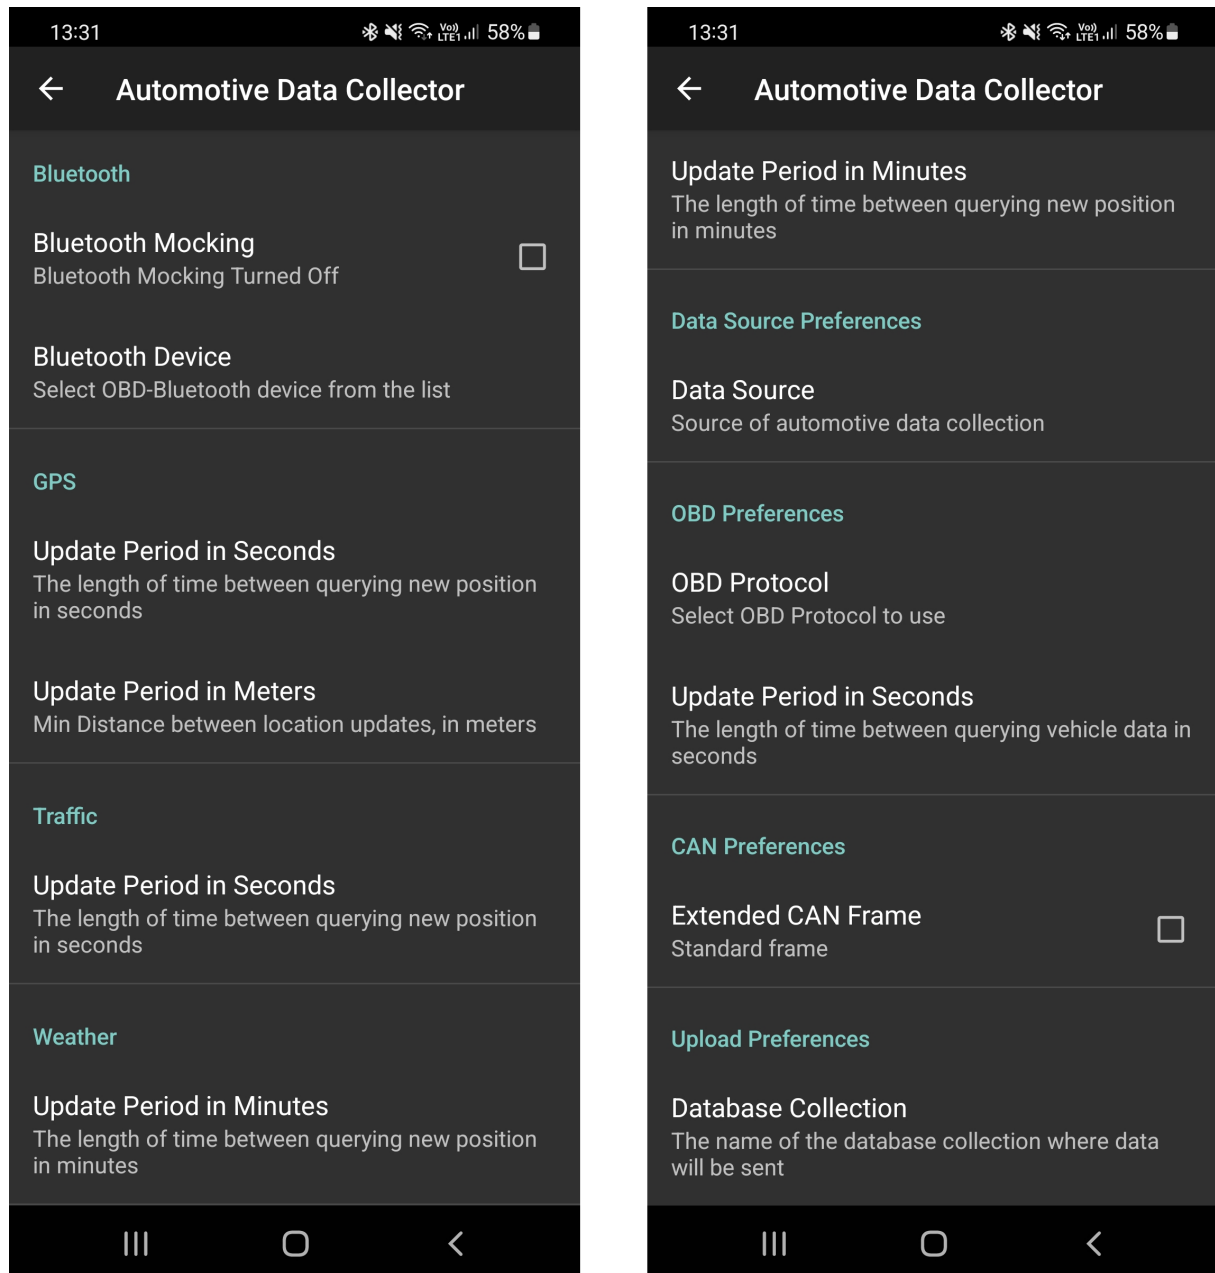 13:31
Vo)) LTE1 58%
Automotive Data Collector
Bluetooth
Bluetooth Mocking
Bluetooth Mocking Turned Off
Bluetooth Device
Select OBD-Bluetooth device from the list
GPS
Update Period in Seconds
The length of time between querying new position
in seconds
Update Period in Meters
Min Distance between location updates, in meters
Traffic
Update Period in Seconds
The length of time between querying new position
in seconds
Weather
Update Period in Minutes
The length of time between querying new position
in minutes
13:31
Vo)) LTE1 58%
Automotive Data Collector
Update Period in Minutes
The length of time between querying new position
in minutes
Data Source Preferences
Data Source
Source of automotive data collection
OBD Preferences
OBD Protocol
Select OBD Protocol to use
Update Period in Seconds
The length of time between querying vehicle data in
seconds
CAN Preferences
Extended CAN Frame
Standard frame
Upload Preferences
Database Collection
The name of the database collection where data
will be sent